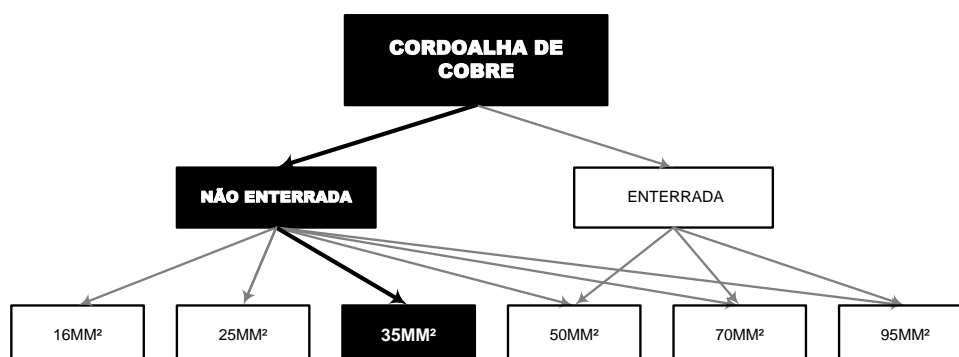 CORDOALHA DE
COBRE
NÃO ENTERRADA
ENTERRADA
16MM²
25MM²
35MM²
50MM²
70MM²
95MM²